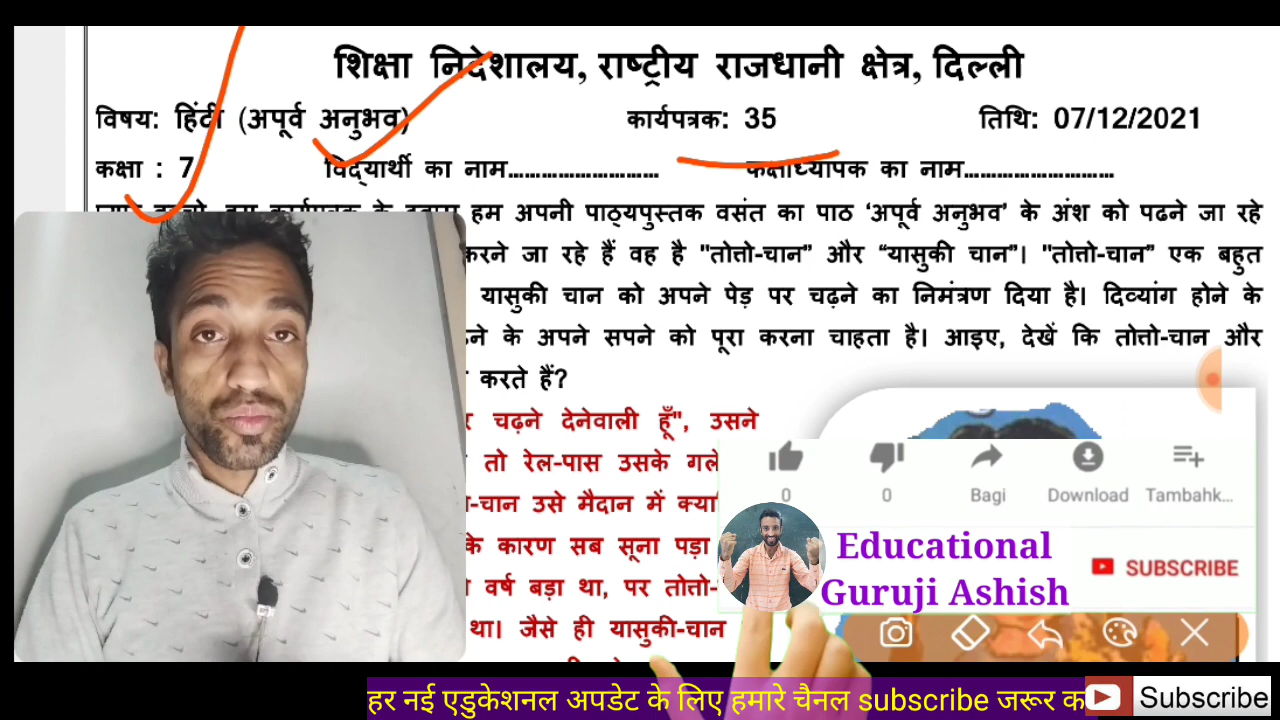 शिक्षा निदेशालय, राष्ट्रीय राजधानी क्षेत्र, दिल्ली
विषय: हिंदी (अपूर्व अनुभव)
कार्यपत्रक: 35
तिथि: 07/12/2021
कक्षा : 7
विद्यार्थी का नाम...........................
कक्षाध्यापक का नाम...........................
हम अपनी पाठ्यपुस्तक वसंत का पाठ ‘अपूर्व अनुभव’ के अंश को पढने जा रहे
करने जा रहे हैं वह है "तोत्तो-चान” और “यासुकी चान”। "तोत्तो-चान” एक बहुत
यासुकी चान को अपने पेड़ पर चढ़ने का निमंत्रण दिया है। दिव्यांग होने के
के अपने सपने को पूरा करना चाहता है। आइए, देखें कि तोत्तो-चान और
करते हैं?
चढ़ने देनेवाली हूँ", उसने
तो रेल-पास उसके गले
-चान उसे मैदान में
के कारण सब सूना पड़ा
वर्ष बड़ा था, पर तोत्तो-
था। जैसे ही यासुकी-चान
0
0
Bagi
Download
Tambahk...
Educational
Guruji Ashish
SUBSCRIBE
हर नई एडुकेशनल अपडेट के लिए हमारे चैनल subscribe जरूर
Subscribe